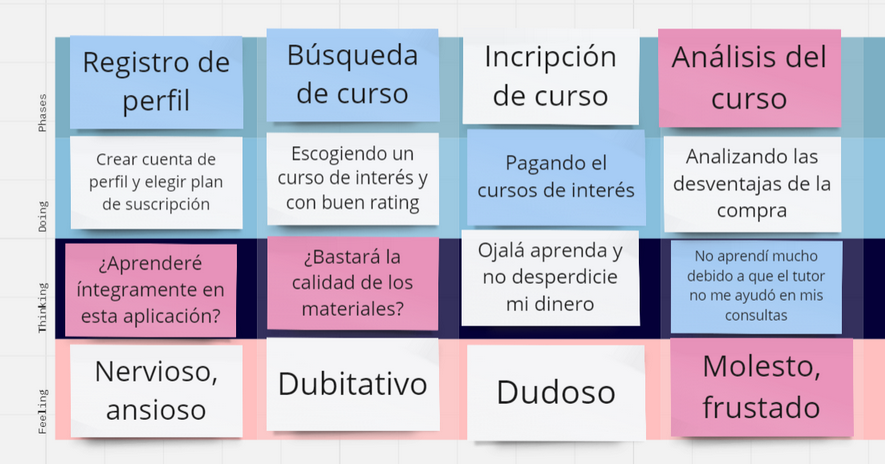 Phases
Registro de
perfil
Búsqueda
de curso
Incripción
de curso
Análisis del
curso
Doing
Crear cuenta de
perfil y elegir plan
de suscripción
Escogiendo un
curso de interés y
con buen rating
Pagando el
cursos de interés
Analizando las
desventajas de la
compra
Thinking
¿Aprenderé
íntegramente en
esta aplicación?
¿Bastará la
calidad de los
materiales?
Ojalá aprenda y
no desperdicie
mi dinero
No aprendí mucho
debido a que el tutor
no me ayudó en mis
consultas
Feeling
Nervioso,
ansioso
Dubitativo
Dudoso
Molesto,
frustado